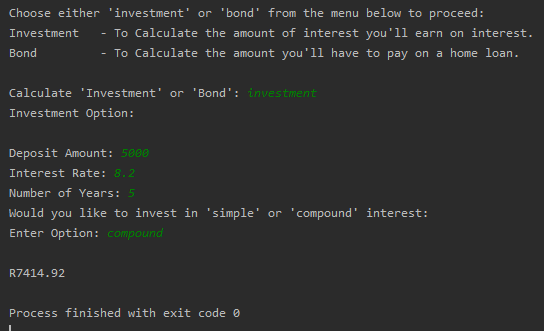 Choose either 'investment' or 'bond' from the menu below to proceed:
Investment   - To Calculate the amount of interest you'll earn on interest.
Bond         - To Calculate the amount you'll have to pay on a home loan.
Calculate 'Investment' or 'Bond': investment
Investment Option:
Deposit Amount: 5000
Interest Rate: 8.2
Number of Years: 5
Would you like to invest in 'simple' or 'compound' interest:
Enter Option: compound
R7414.92
Process finished with exit code 0